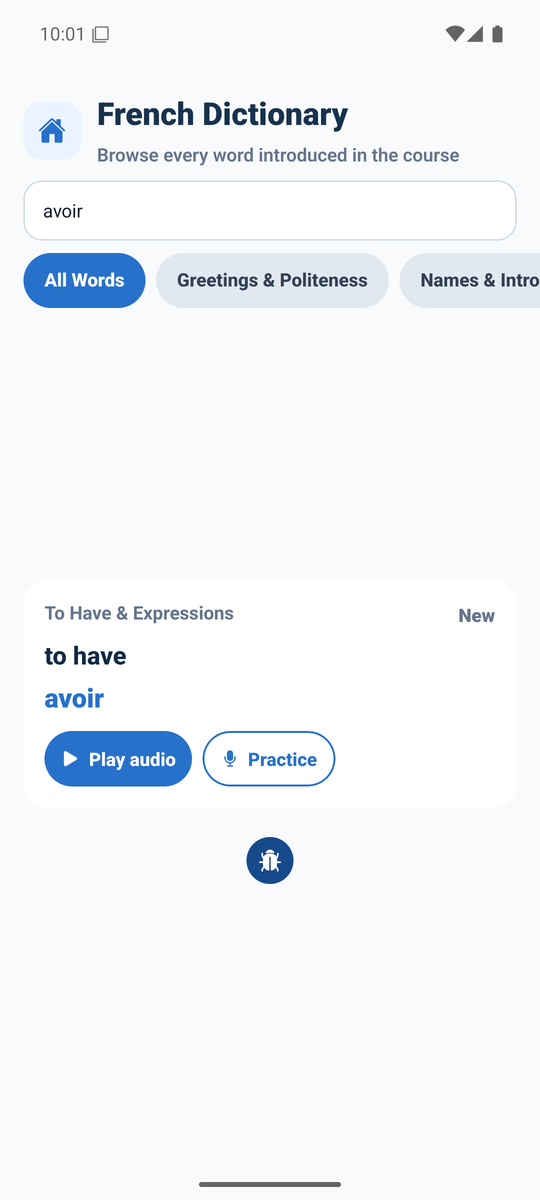 10:01
French Dictionary
Browse every word introduced in the course
avoir
All Words
Greetings & Politeness
Names & Intro
To Have & Expressions
New
to have
avoir
Play audio
Practice